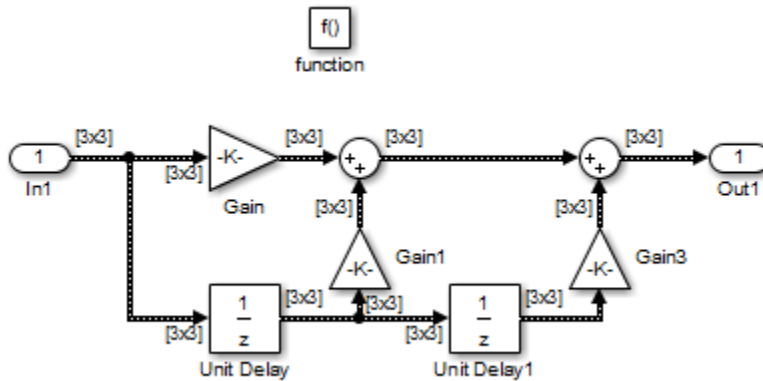 f()
function
[3x3] [3x3] [3x3] [3x3]
1 -K- + + + + 1
[3x3]
In1 Gain [3x3] [3x3] Out1
-K- Gain1 -K- Gain3
[3x3] [3x3] [3x3]
1 1
z z
[3x3] [3x3]
Unit Delay Unit Delay1